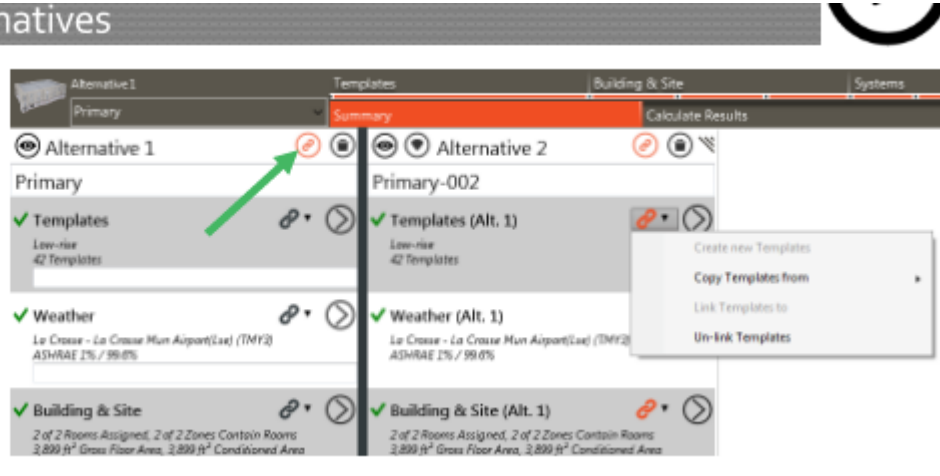 natives
Alternative 1
Templates
Building & Site
Systems
Primary
Summary
Calculate Results
Alternative 1
Alternative 2
Primary
Primary-002
Templates
Low-rise
42 Templates
Templates (Alt. 1)
Low-rise
42 Templates
Create new Templates
Copy Templates from
Link Templates to
Un-link Templates
Weather
La Crosse - La Crosse Mun Airport(Lse) (TMY3)
ASHRAE 1% / 99.6%
Weather (Alt. 1)
La Crosse - La Crosse Mun Airport(Lse) (TMY3)
ASHRAE 1% / 99.6%
Building & Site
2 of 2 Rooms Assigned, 2 of 2 Zones Contain Rooms
3,899 ft² Gross Floor Area, 3,899 ft² Conditioned Area
Building & Site (Alt. 1)
2 of 2 Rooms Assigned, 2 of 2 Zones Contain Rooms
3,899 ft² Gross Floor Area, 3,899 ft² Conditioned Area